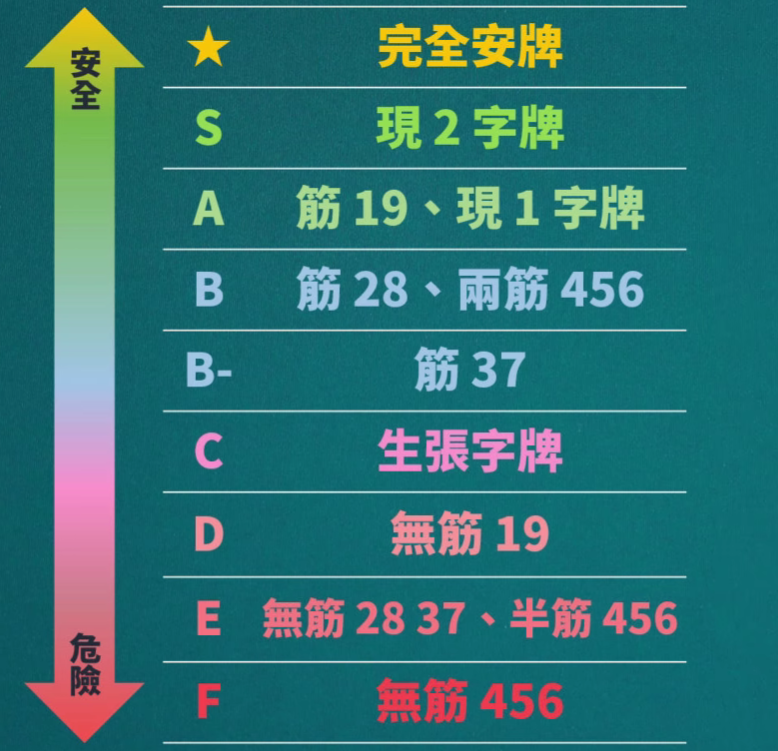 安全
★ 完全安牌
S 現 2 字牌
A 筋 19、現 1 字牌
B 筋 28、兩筋 456
B- 筋 37
C 生張字牌
D 無筋 19
E 無筋 28 37、半筋 456
危險
F 無筋 456